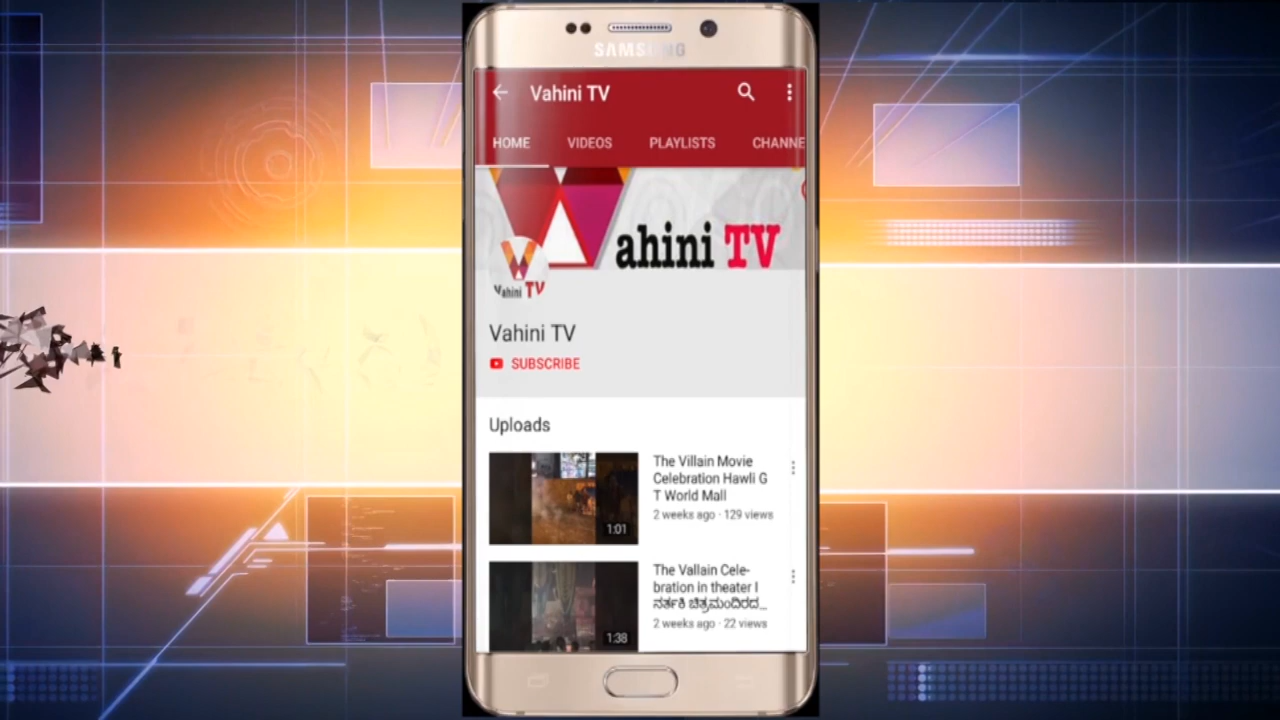 SAMSUNG
Vahini TV
HOME VIDEOS PLAYLISTS CHANNE
ahini TV
Vahini TV
Vahini TV
SUBSCRIBE
Uploads
The Villain Movie
Celebration Hawli G
T World Mall
2 weeks ago · 129 views
1:01
The Vallain Cele-
bration in theater I
ನರ್ತಕಿ ಚಿತ್ರಮಂದಿರದ...
2 weeks ago · 22 views
1:38